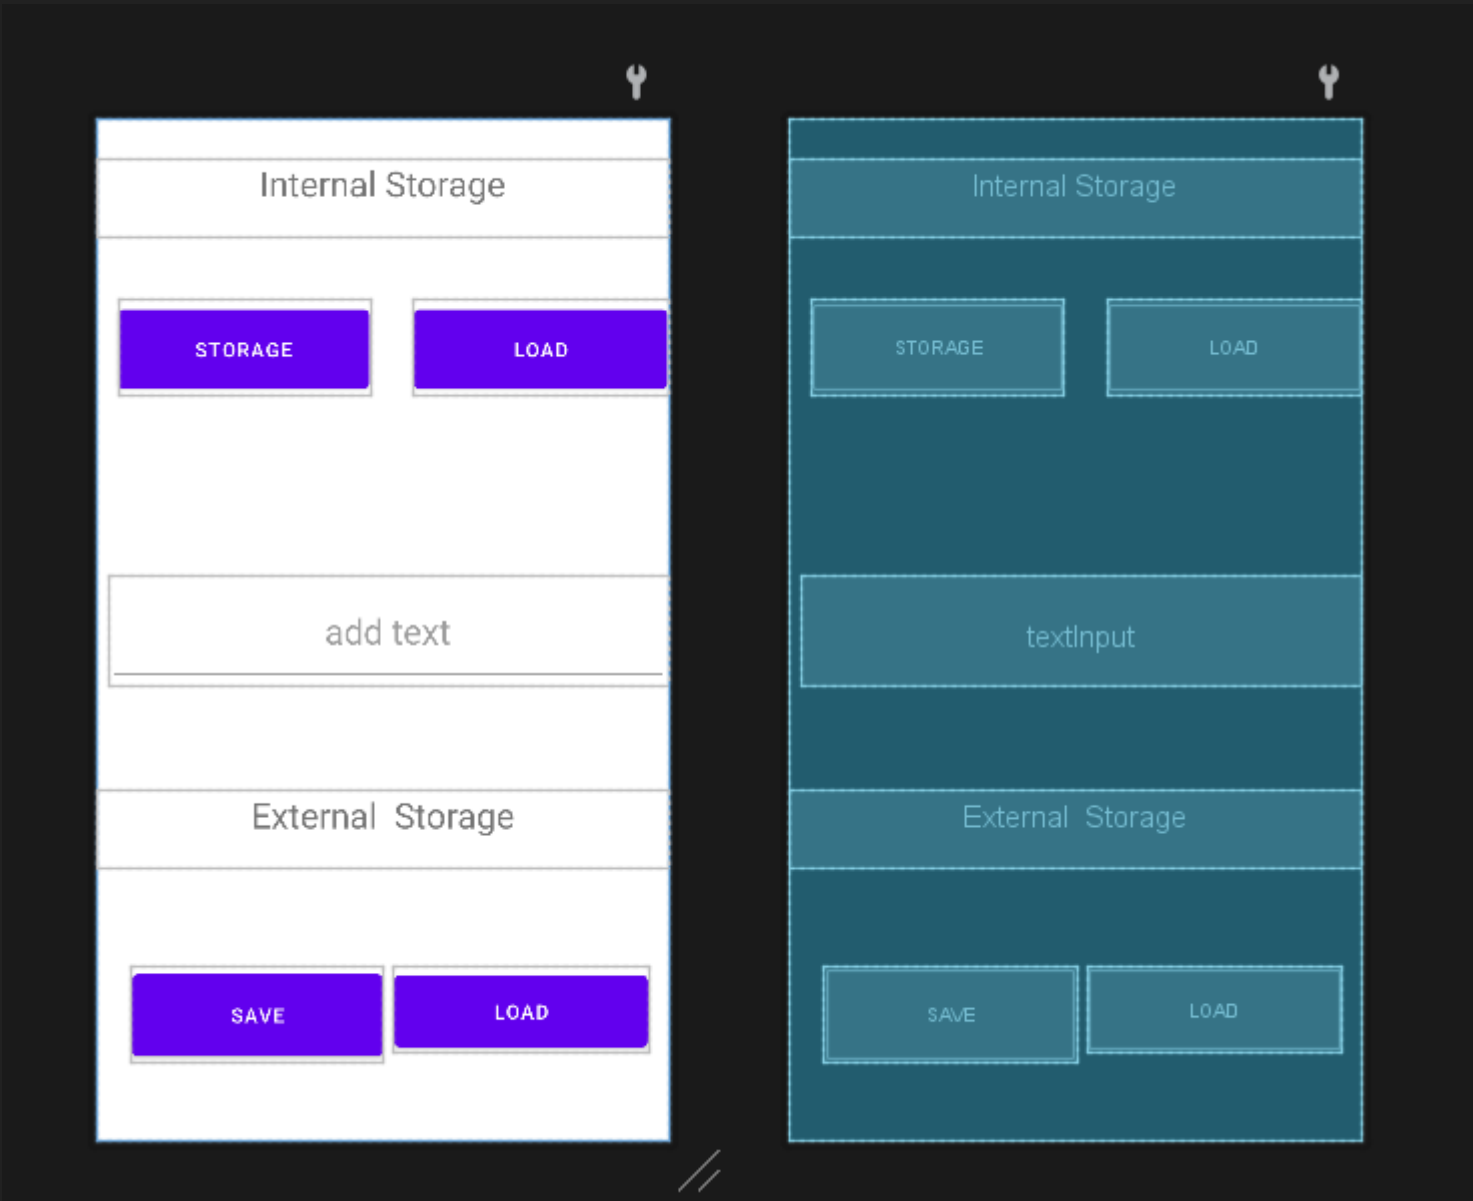 Internal Storage
STORAGE
LOAD
add text
External  Storage
SAVE
LOAD
Internal Storage
STORAGE
LOAD
textInput
External  Storage
SAVE
LOAD